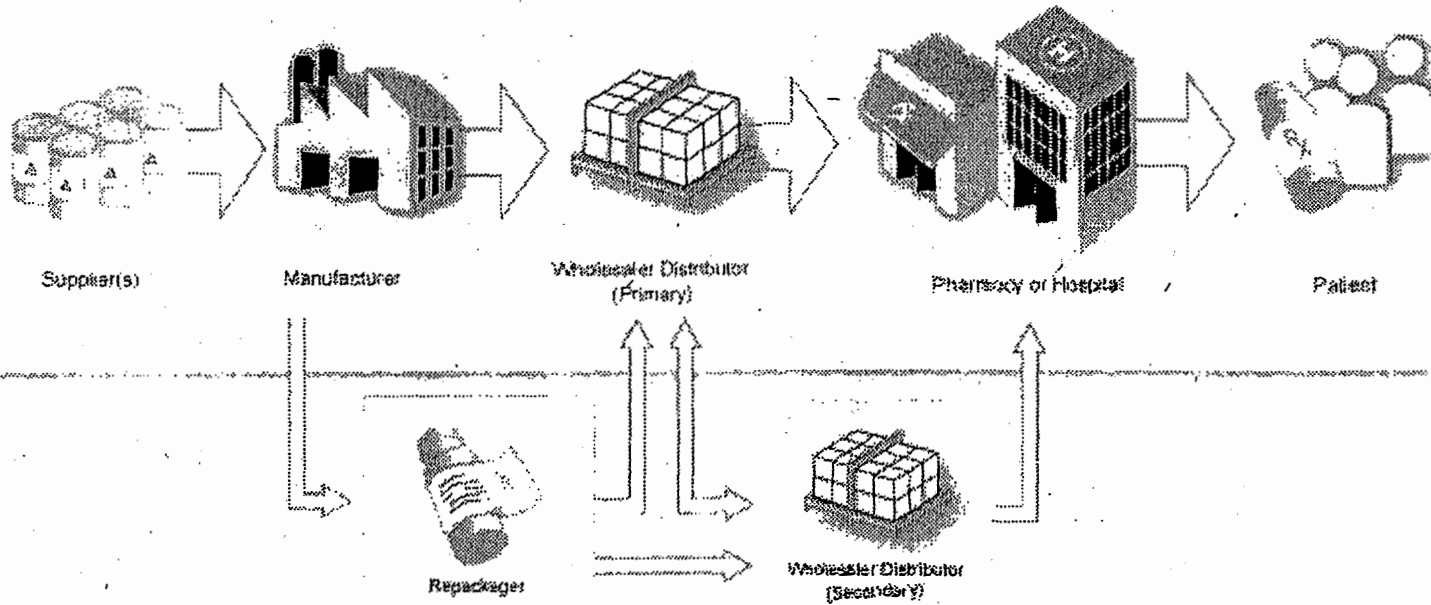 Supplier(s)
Manufacturer
Wholesaler Distributor
(Primary)
Pharmacy or Hospital
Patient
Repackager
Wholesaler Distributor
(Secondary)